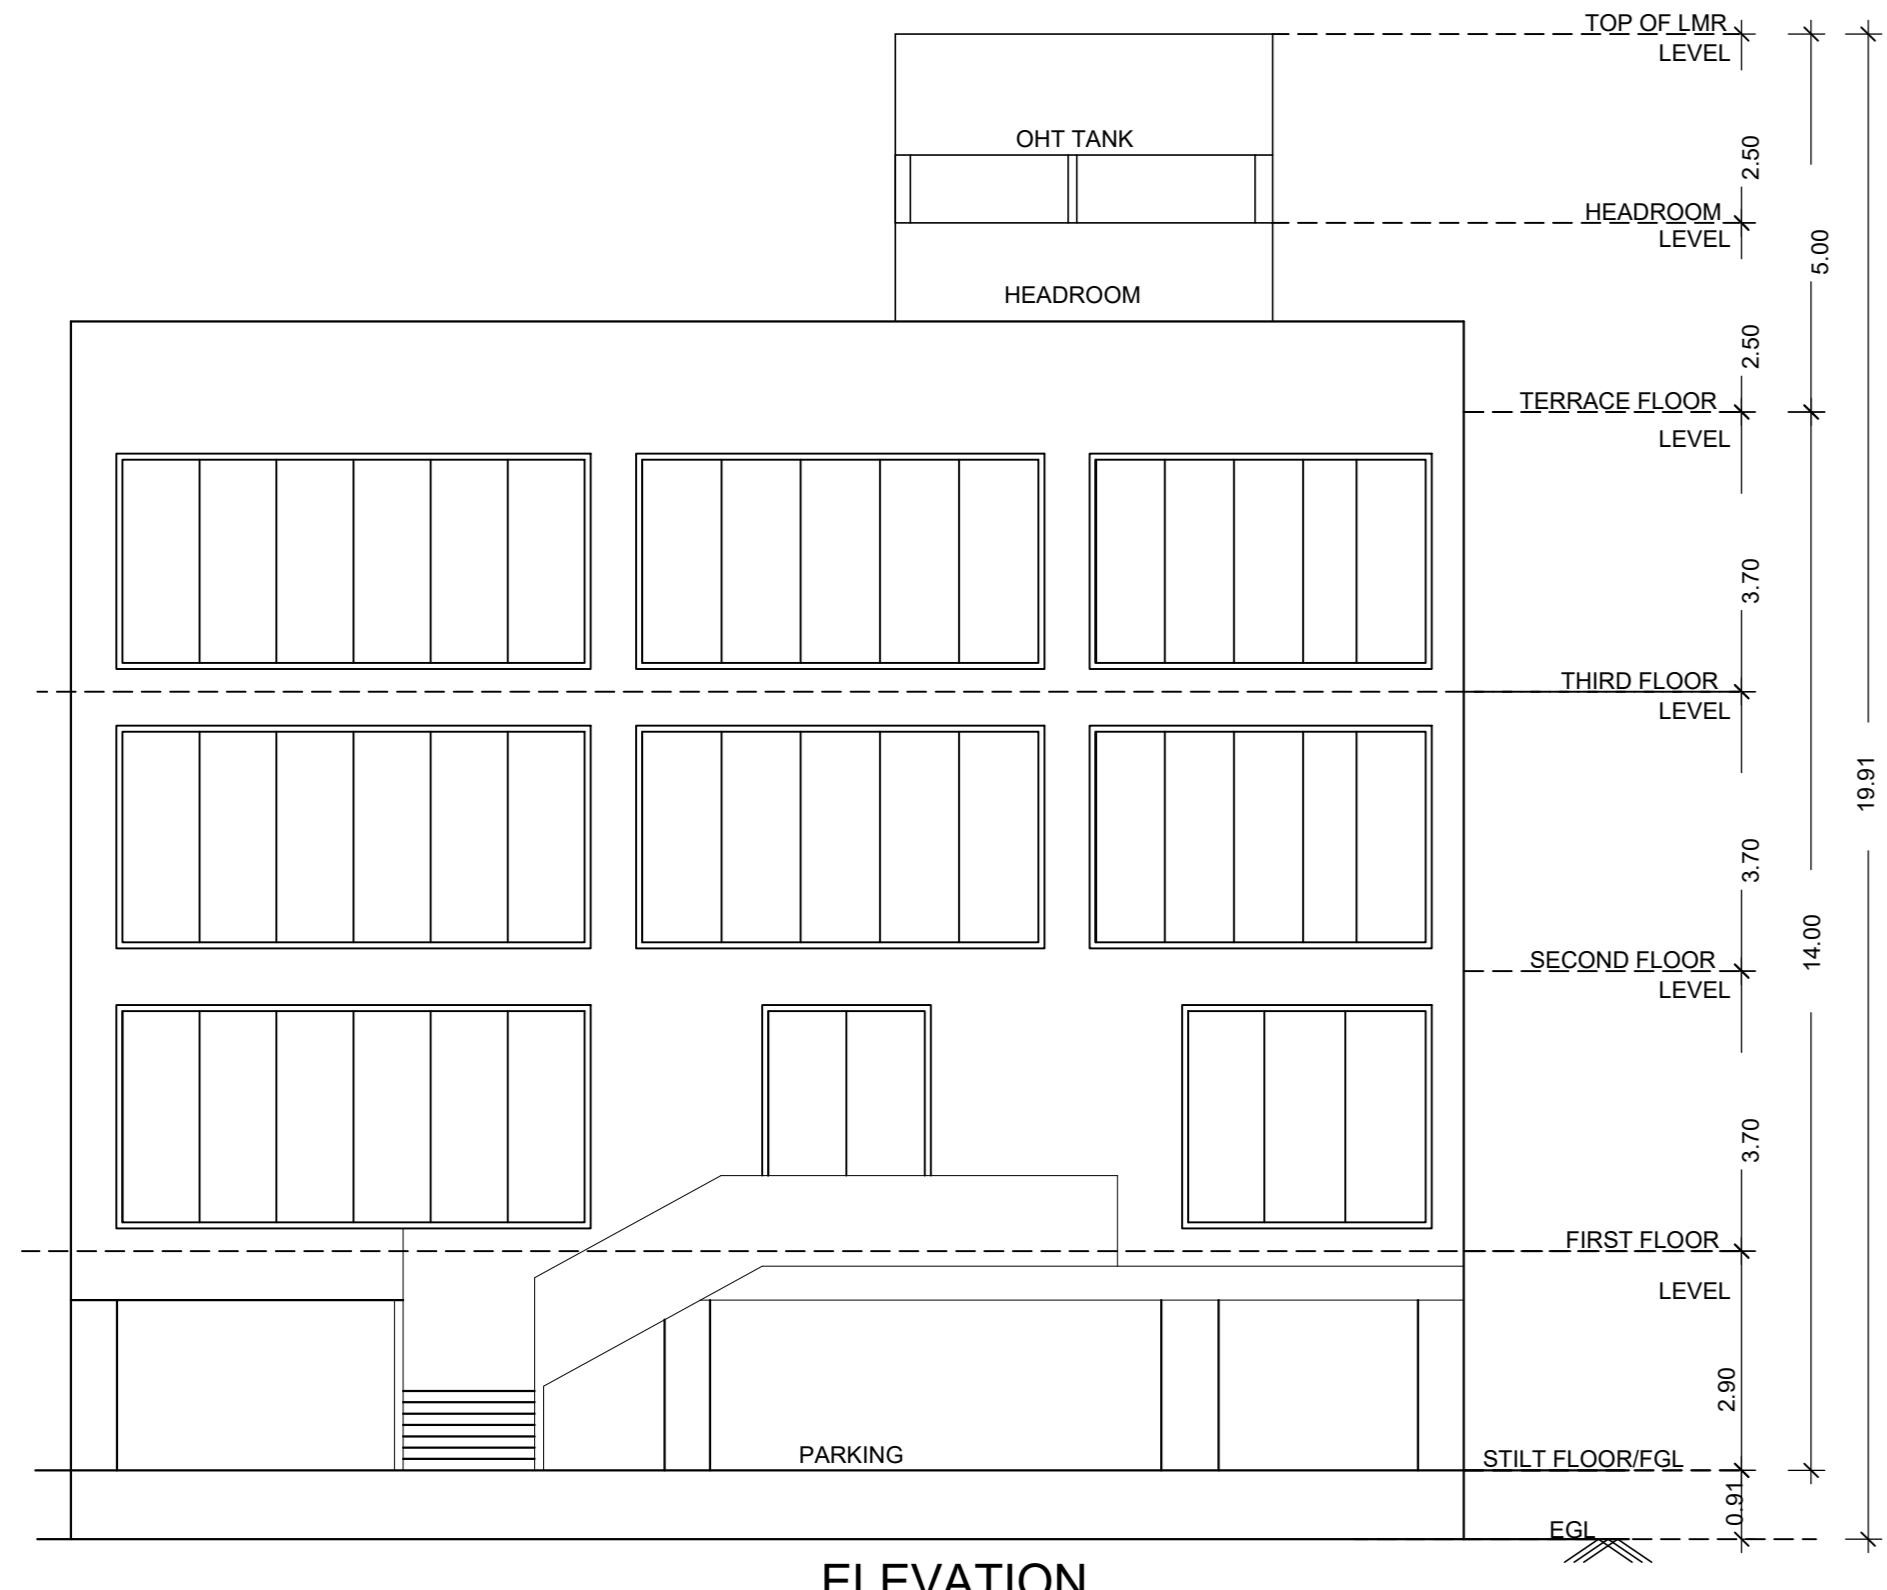 TOP OF LMR
LEVEL
OHT TANK
2.50
HEADROOM
LEVEL
5.00
HEADROOM
2.50
TERRACE FLOOR
LEVEL
3.70
THIRD FLOOR
LEVEL
19.91
3.70
14.00
SECOND FLOOR
LEVEL
3.70
FIRST FLOOR
LEVEL
2.90
PARKING
STILT FLOOR/FGL
0.91
EGL
ELEVATION